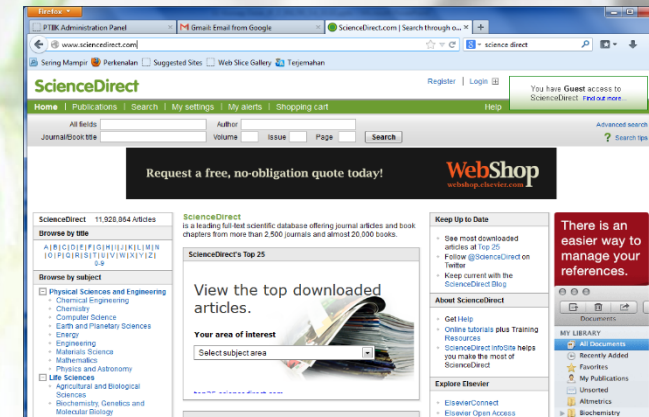 Firefox
PTIIK Administration Panel
Gmail: Email from Google
ScienceDirect.com | Search through o...
www.sciencedirect.com
science direct
Sering Mampir
Perkenalan
Suggested Sites
Web Slice Gallery
Terjemahan
ScienceDirect
Register | Login
You have Guest access to
ScienceDirect Find out more...
Home | Publications | Search | My settings | My alerts | Shopping cart
Help
All fields
Author
Advanced search
Journal/Book title
Volume
Issue
Page
Search
? Search tips
Request a free, no-obligation quote today!
WebShop
webshop.elsevier.com
ScienceDirect 11,928,864 Articles
Browse by title
A|B|C|D|E|F|G|H|I|J|K|L|M|N
|O|P|Q|R|S|T|U|V|W|X|Y|Z|
0-9
Browse by subject
Physical Sciences and Engineering
Chemical Engineering
Chemistry
Computer Science
Earth and Planetary Sciences
Energy
Engineering
Materials Science
Mathematics
Physics and Astronomy
Life Sciences
Agricultural and Biological
Sciences
Biochemistry, Genetics and
Molecular Biology
ScienceDirect
is a leading full-text scientific database offering journal articles and book
chapters from more than 2,500 journals and almost 20,000 books.
ScienceDirect's Top 25
View the top downloaded
articles.
Your area of interest
Select subject area
top25.sciencedirect.com
Keep Up to Date
See most downloaded
articles at Top 25
Follow @ScienceDirect on
Twitter
Keep current with the
ScienceDirect Blog
About ScienceDirect
Get Help
Online tutorials plus Training
Resources
ScienceDirect InfoSite helps
you make the most of
ScienceDirect
Explore Elsevier
ElsevierConnect
Elsevier Open Access
There is an
easier way to
manage your
references.
Documents
MY LIBRARY
All Documents
Recently Added
Favorites
My Publications
Unsorted
Altmetrics
Biochemistry